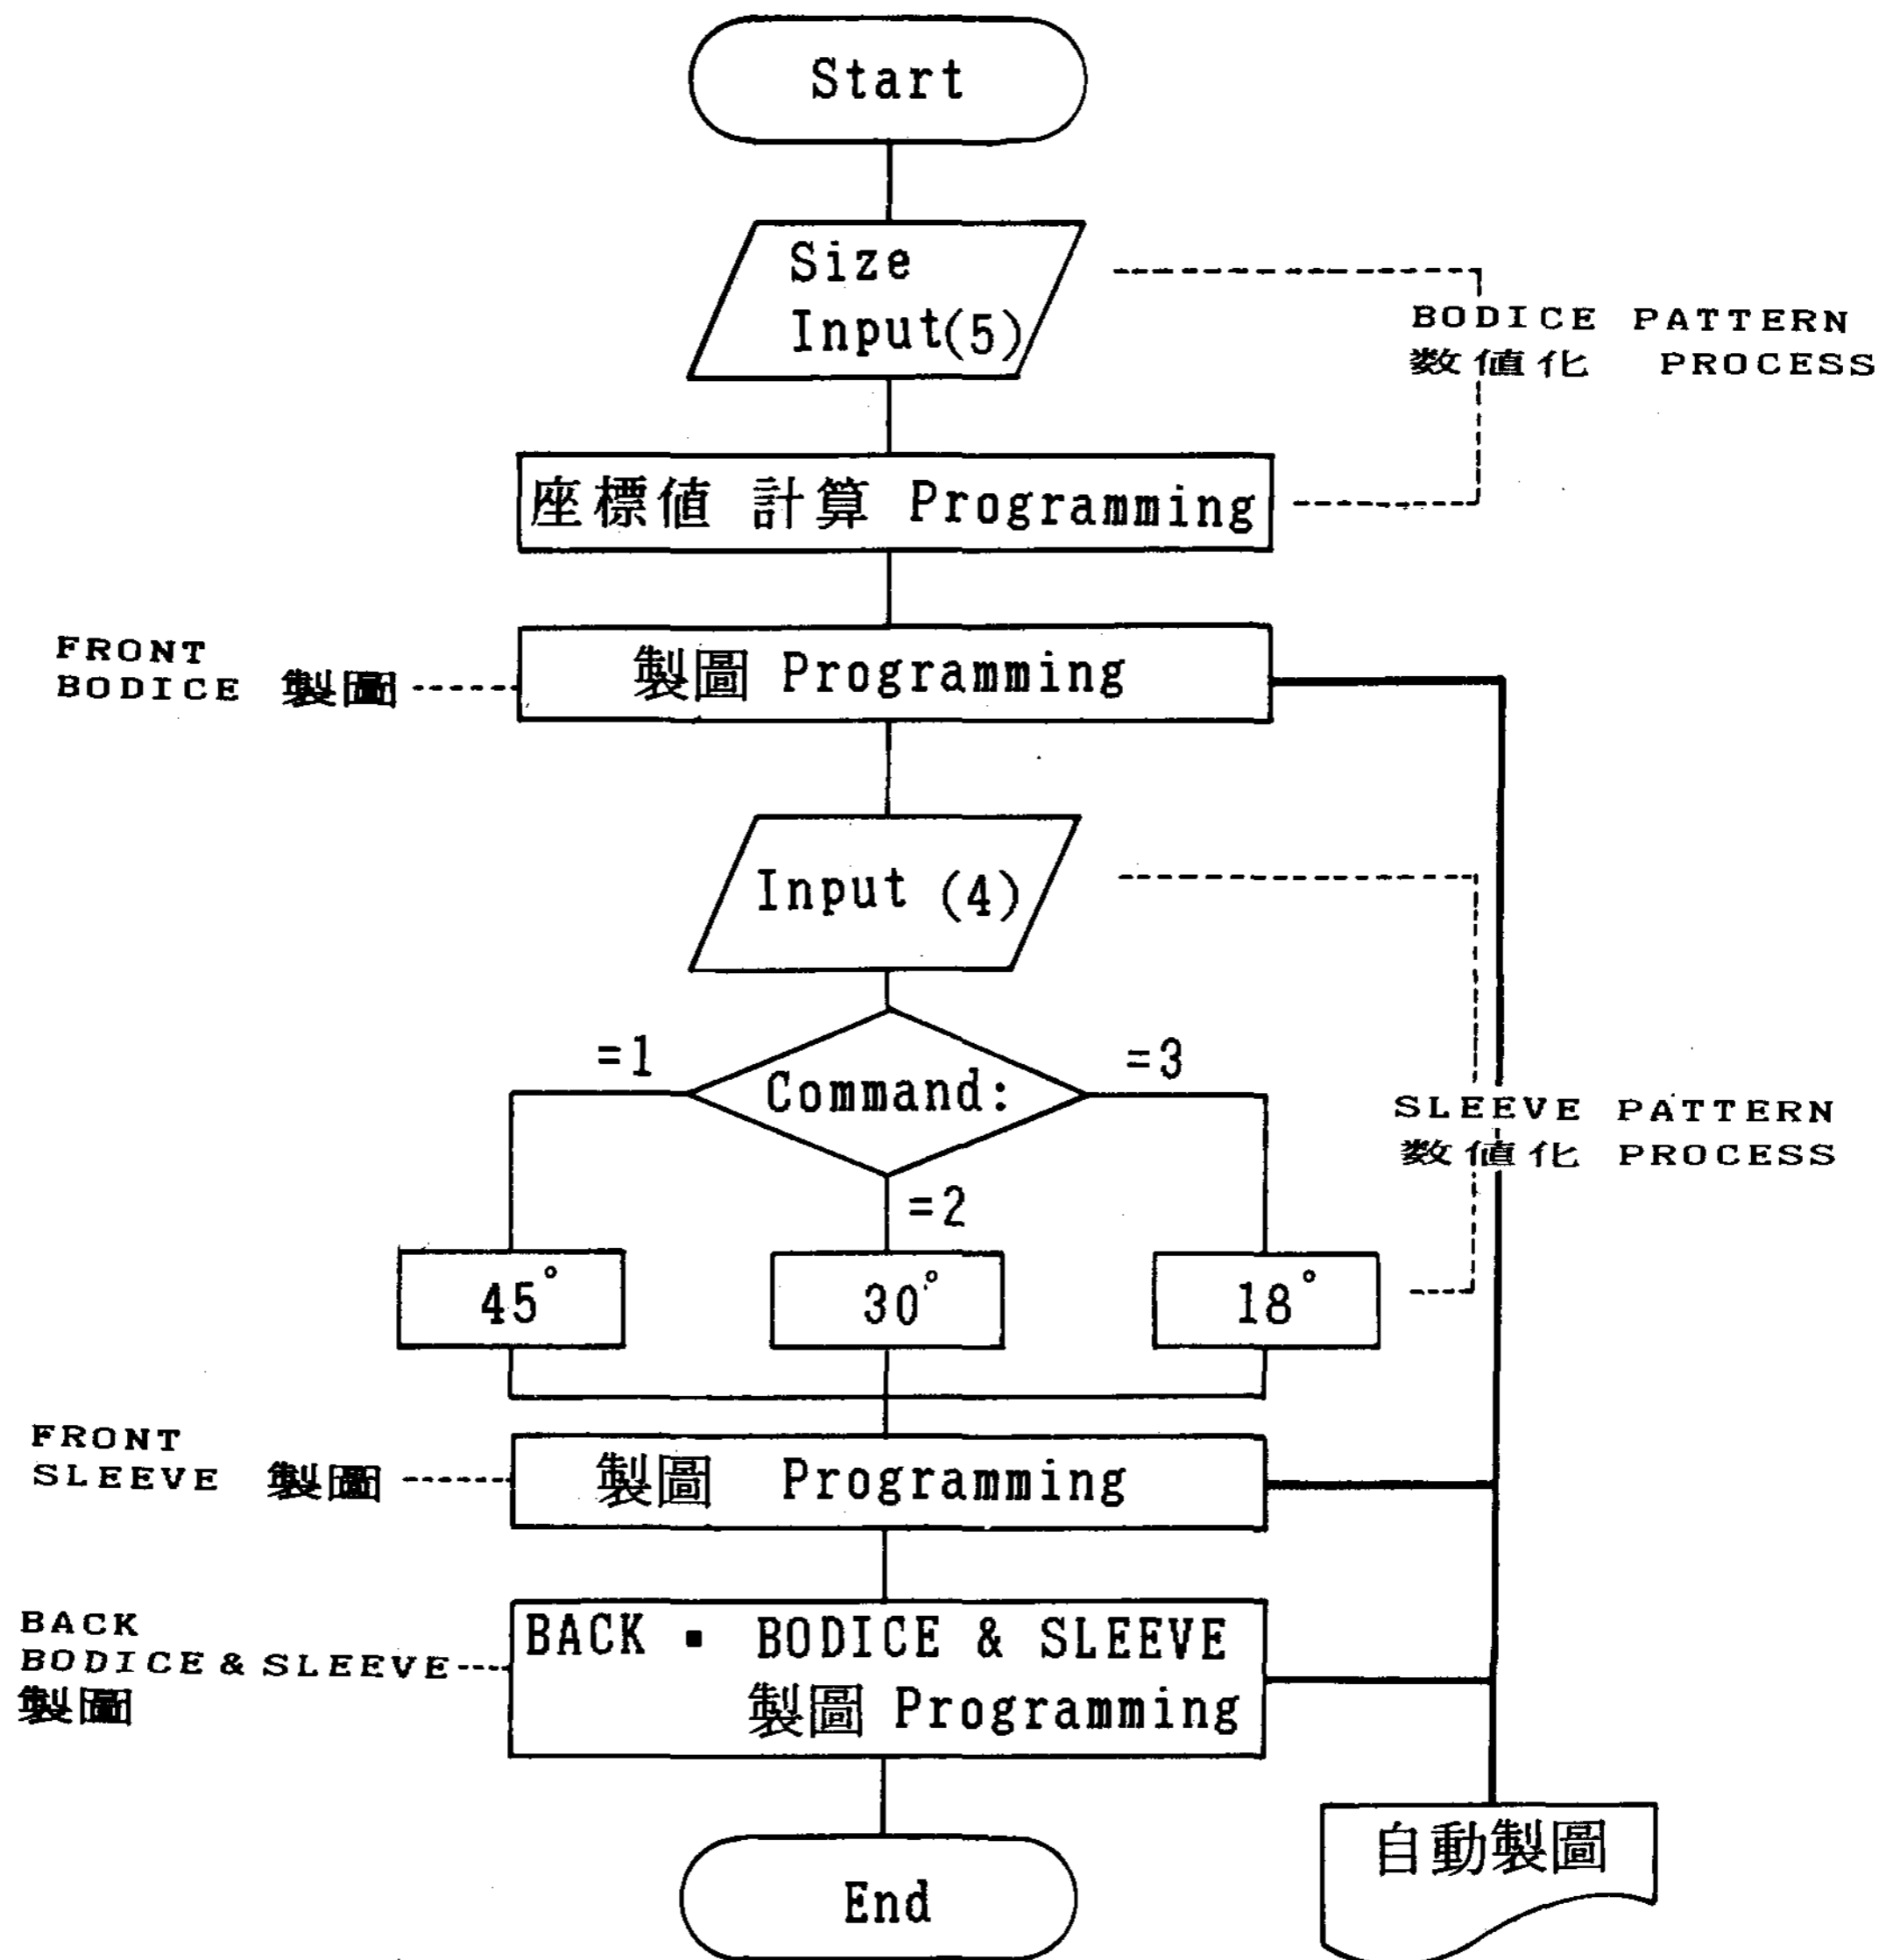 Start
Size
Input(5)
BODICE PATTERN
数値化 PROCESS
座標値 計算 Programming
FRONT
BODICE 製圖
製圖 Programming
Input (4)
=1
Command:
=3
=2
SLEEVE PATTERN
数値化 PROCESS
45°
30°
18°
FRONT
SLEEVE 製圖
製圖 Programming
BACK
BODICE & SLEEVE
製圖
BACK ▪ BODICE & SLEEVE
製圖 Programming
自動製圖
End